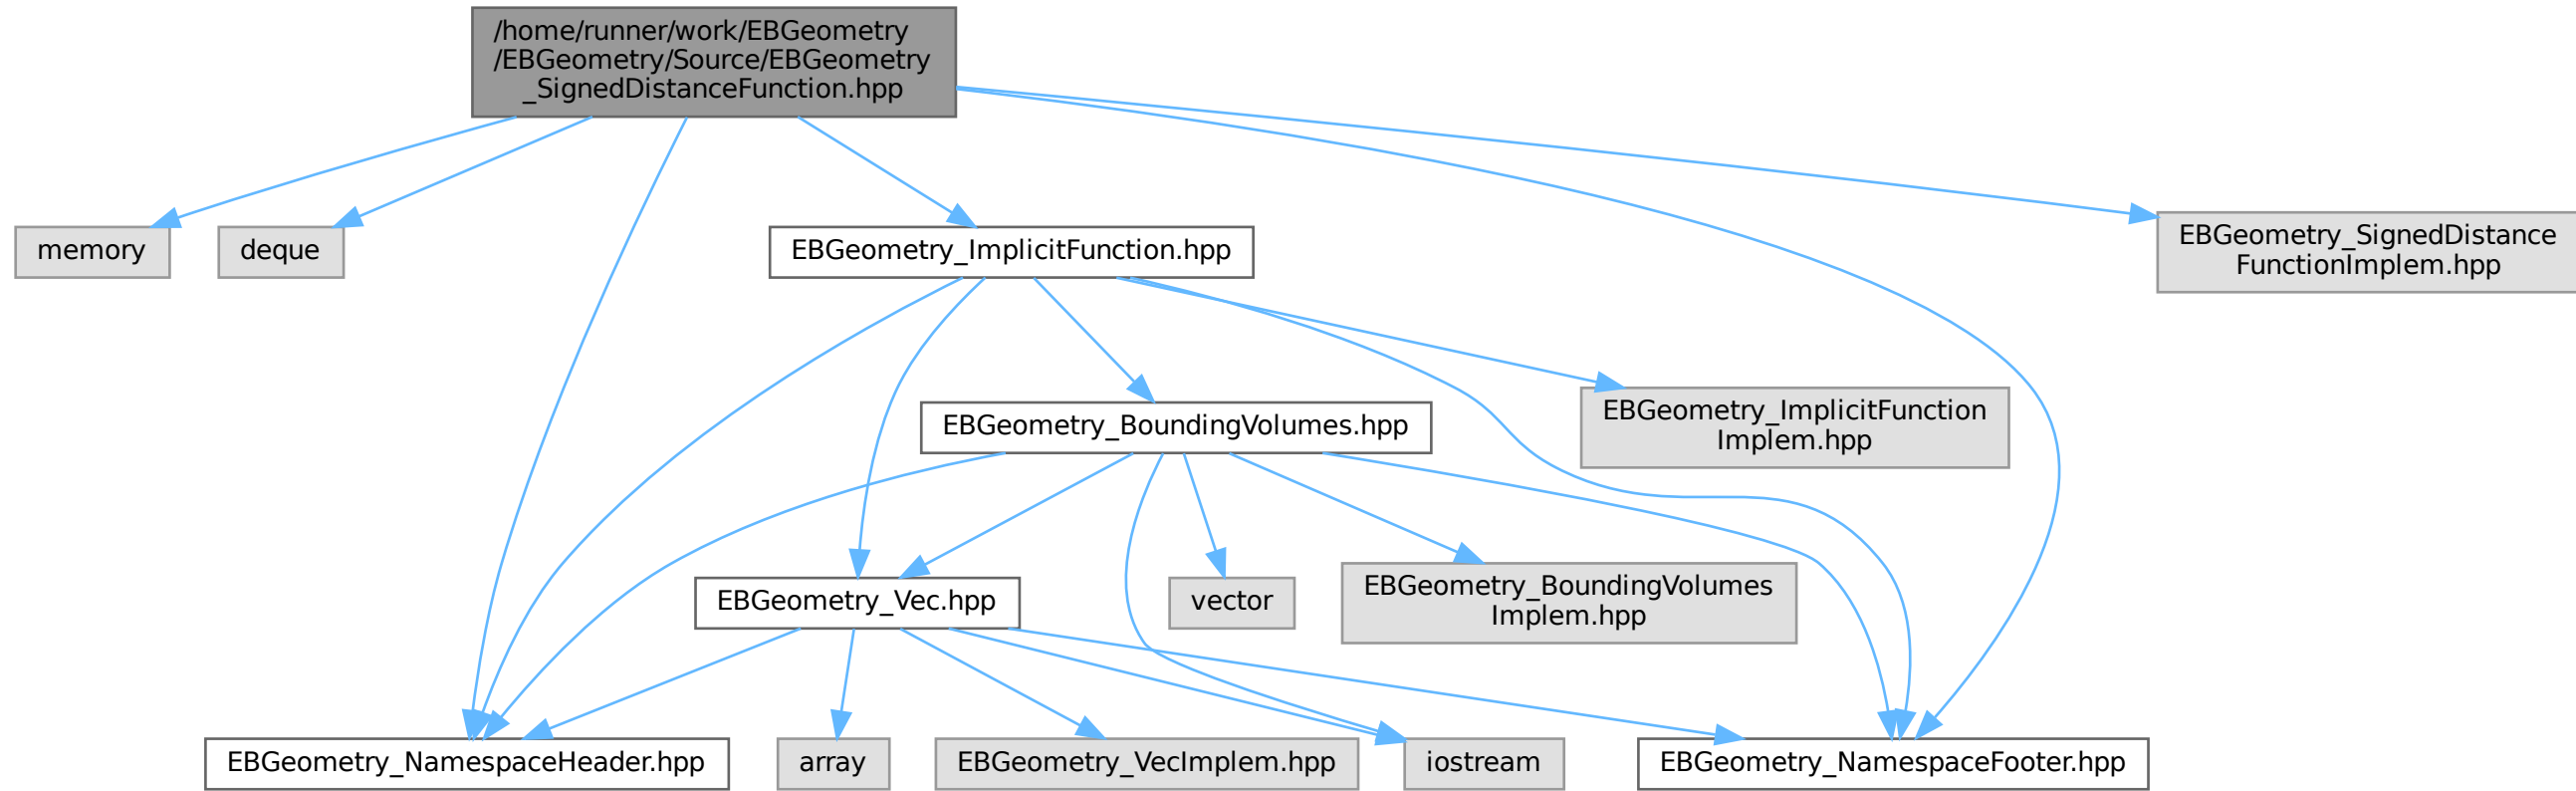 /home/runner/work/EBGeometry
/EBGeometry/Source/EBGeometry
_SignedDistanceFunction.hpp
memory
deque
EBGeometry_ImplicitFunction.hpp
EBGeometry_SignedDistance
FunctionImplem.hpp
EBGeometry_BoundingVolumes.hpp
EBGeometry_ImplicitFunction
Implem.hpp
EBGeometry_Vec.hpp
vector
EBGeometry_BoundingVolumes
Implem.hpp
EBGeometry_NamespaceHeader.hpp
array
EBGeometry_VecImplem.hpp
iostream
EBGeometry_NamespaceFooter.hpp